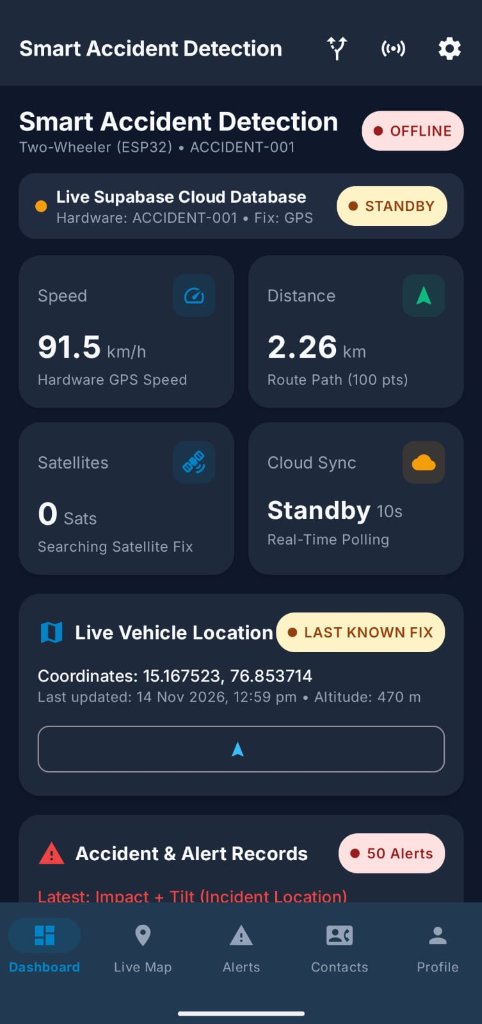 Smart Accident Detection
Smart Accident Detection
Two-Wheeler (ESP32) • ACCIDENT-001
OFFLINE
Live Supabase Cloud Database
Hardware: ACCIDENT-001 • Fix: GPS
STANDBY
Speed
91.5 km/h
Hardware GPS Speed
Distance
2.26 km
Route Path (100 pts)
Satellites
0 Sats
Searching Satellite Fix
Cloud Sync
Standby 10s
Real-Time Polling
Live Vehicle Location
LAST KNOWN FIX
Coordinates: 15.167523, 76.853714
Last updated: 14 Nov 2026, 12:59 pm • Altitude: 470 m
Accident & Alert Records
50 Alerts
Latest: Impact + Tilt (Incident Location)
Dashboard
Live Map
Alerts
Contacts
Profile